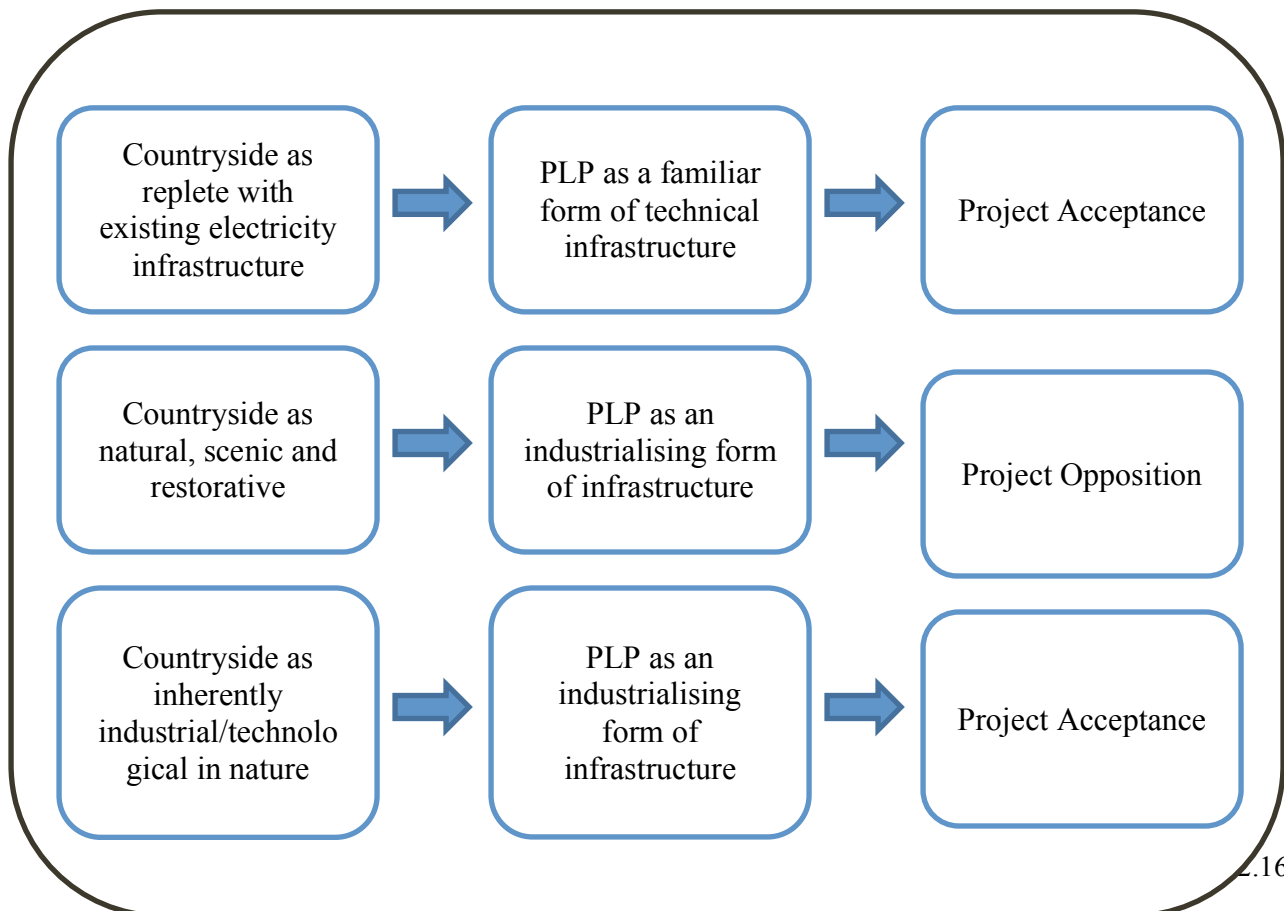 Countryside as
replete with
existing electricity
infrastructure
PLP as a familiar
form of technical
infrastructure
Project Acceptance
Countryside as
natural, scenic and
restorative
PLP as an
industrialising form
of infrastructure
Project Opposition
Countryside as
inherently
industrial/technolo
gical in nature
PLP as an
industrialising
form of
infrastructure
Project Acceptance
2.16